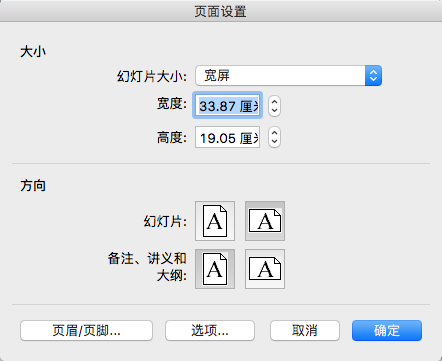 页面设置
大小
幻灯片大小: 宽屏
宽度: 33.87 厘
高度: 19.05 厘
方向
幻灯片: A A
备注、讲义和
大纲: A A
页眉/页脚... 选项... 取消 确定